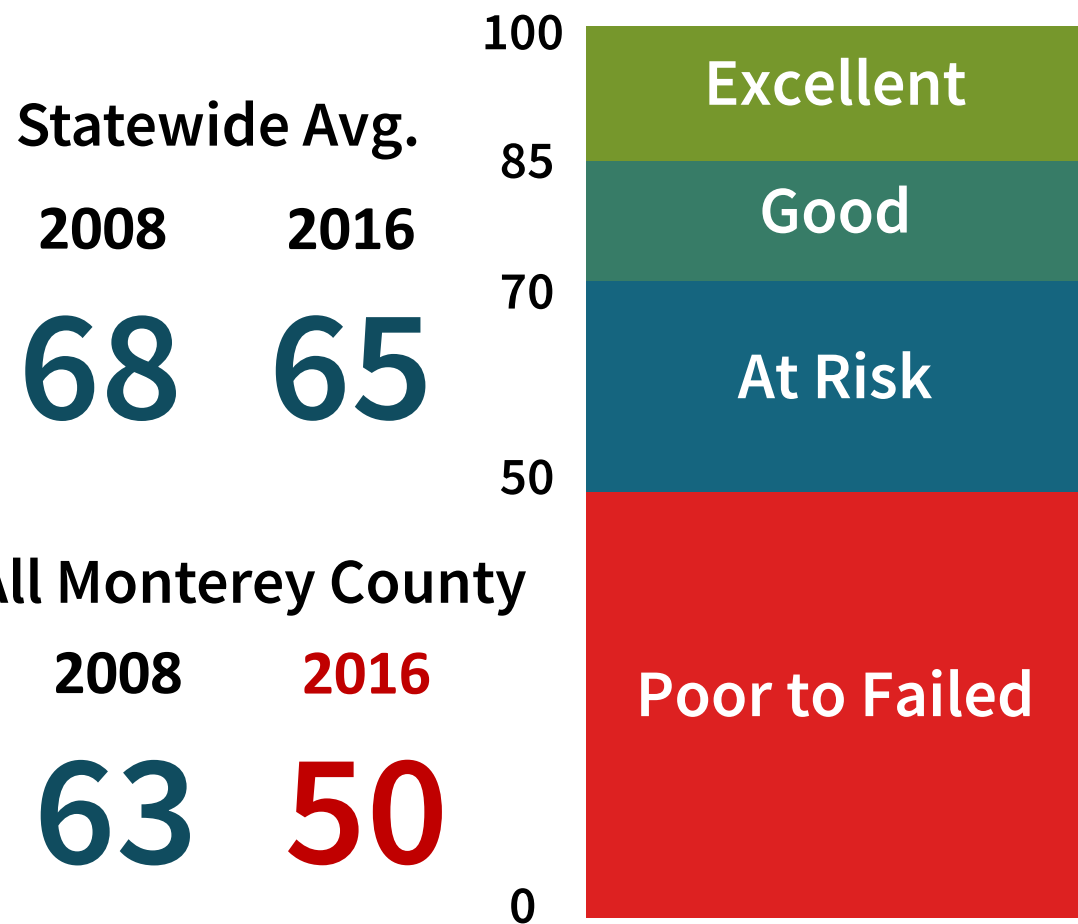 Statewide Avg.
2008 2016
68 65
All Monterey County
2008 2016
63 50
100
Excellent
85
Good
70
At Risk
50
Poor to Failed
0